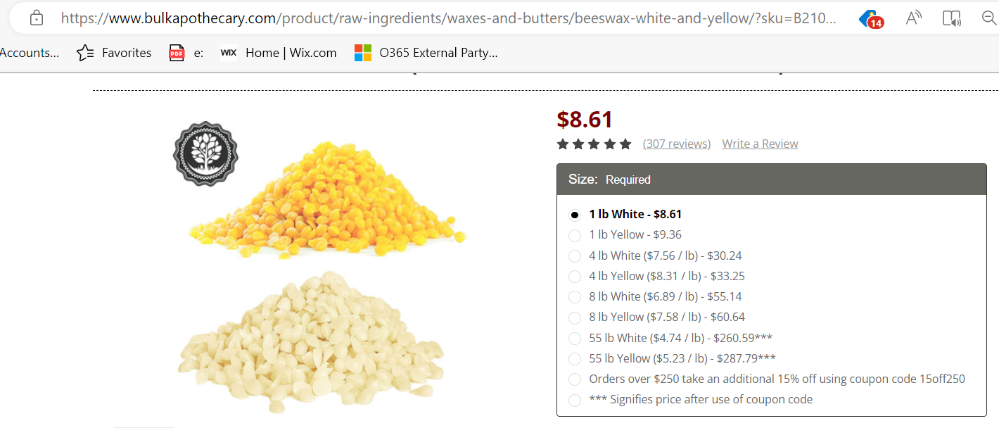 https://www.bulkapothecary.com/product/raw-ingredients/waxes-and-butters/beeswax-white-and-yellow/?sku=B210...
14
A
Accounts... Favorites PDF e: WIX Home | Wix.com O365 External Party...
$8.61
(307 reviews) Write a Review
Size: Required
1 lb White - $8.61
1 lb Yellow - $9.36
4 lb White ($7.56 / lb) - $30.24
4 lb Yellow ($8.31 / lb) - $33.25
8 lb White ($6.89 / lb) - $55.14
8 lb Yellow ($7.58 / lb) - $60.64
55 lb White ($4.74 / lb) - $260.59***
55 lb Yellow ($5.23 / lb) - $287.79***
Orders over $250 take an additional 15% off using coupon code 15off250
*** Signifies price after use of coupon code